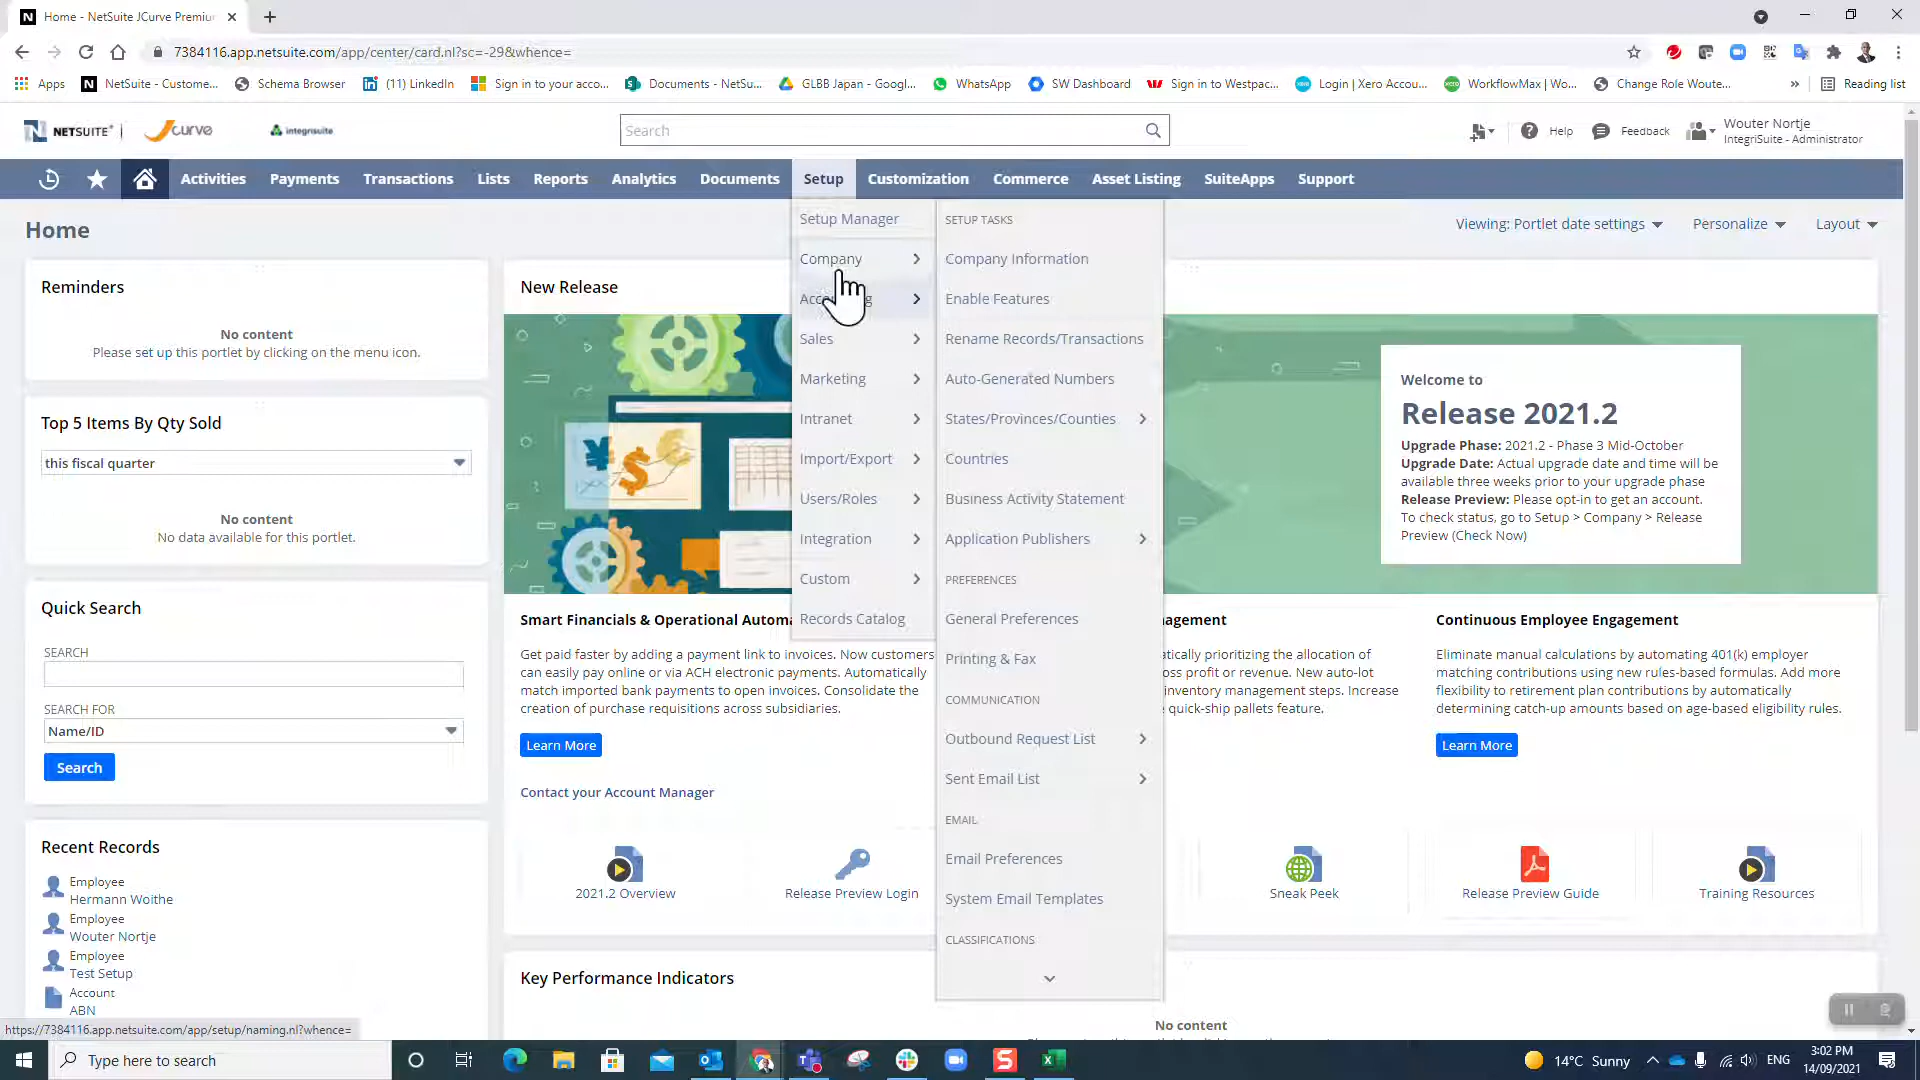 Home - NetSuite JCurve Premiu
7384116.app.netsuite.com/app/center/card.nl?sc=-29&whence=
Apps
NetSuite - Custome...
Schema Browser
(11) LinkedIn
Sign in to your acco...
Documents - NetSu...
GLBB Japan - Googl...
WhatsApp
SW Dashboard
Sign in to Westpac...
Login | Xero Accou...
WorkflowMax | Wo...
Change Role Woute...
»
Reading list
NETSUITE
curve
integrisuite
Search
Help
Feedback
Wouter Nortje
IntegriSuite - Administrator
Activities
Payments
Transactions
Lists
Reports
Analytics
Documents
Setup
Customization
Commerce
Asset Listing
SuiteApps
Support
Home
Viewing: Portlet date settings
Personalize
Layout
Setup Manager
Company
Sales
Marketing
Intranet
Import/Export
Users/Roles
Integration
Custom
Records Catalog
SETUP TASKS
Company Information
Enable Features
Rename Records/Transactions
Auto-Generated Numbers
States/Provinces/Counties
Countries
Business Activity Statement
Application Publishers
PREFERENCES
General Preferences
Printing & Fax
COMMUNICATION
Outbound Request List
Sent Email List
EMAIL
Email Preferences
System Email Templates
CLASSIFICATIONS
Reminders
No content
Please set up this portlet by clicking on the menu icon.
Top 5 Items By Qty Sold
this fiscal quarter
No content
No data available for this portlet.
Quick Search
SEARCH
SEARCH FOR
Name/ID
Search
Recent Records
Employee
Hermann Woithe
Employee
Wouter Nortje
Employee
Test Setup
Account
ABN
New Release
Welcome to
Release 2021.2
Upgrade Phase: 2021.2 - Phase 3 Mid-October
Upgrade Date: Actual upgrade date and time will be
available three weeks prior to your upgrade phase
Release Preview: Please opt-in to get an account.
To check status, go to Setup > Company > Release
Preview (Check Now)
Smart Financials & Operational Automa
Get paid faster by adding a payment link to invoices. Now customers
can easily pay online or via ACH electronic payments. Automatically
match imported bank payments to open invoices. Consolidate the
creation of purchase requisitions across subsidiaries.
Learn More
Contact your Account Manager
agement
atically prioritizing the allocation of
oss profit or revenue. New auto-lot
inventory management steps. Increase
quick-ship pallets feature.
Continuous Employee Engagement
Eliminate manual calculations by automating 401(k) employer
matching contributions using new rules-based formulas. Add more
flexibility to retirement plan contributions by automatically
determining catch-up amounts based on age-based eligibility rules.
Learn More
2021.2 Overview
Release Preview Login
Sneak Peek
Release Preview Guide
Training Resources
Key Performance Indicators
No content
https://7384116.app.netsuite.com/app/setup/naming.nl?whence=
Type here to search
14°C Sunny
ENG
3:02 PM
14/09/2021